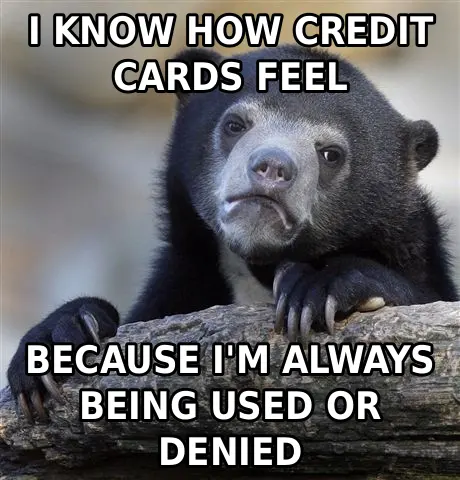 I KNOW HOW CREDIT
CARDS FEEL
BECAUSE I'M ALWAYS
BEING USED OR
DENIED